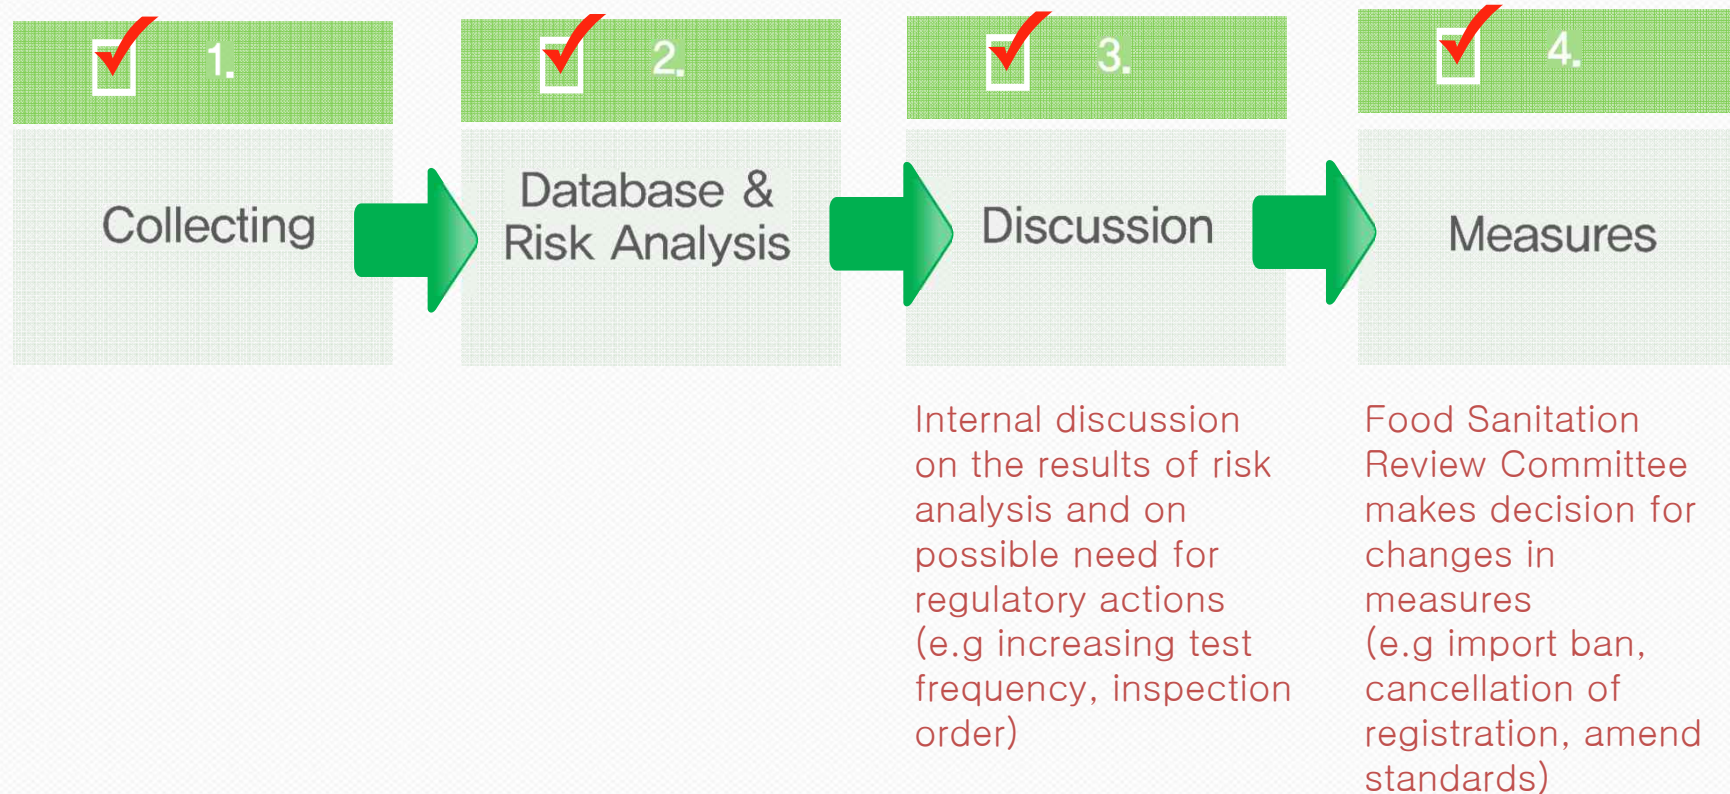 1.
Collecting
2.
Database &
Risk Analysis
3.
Discussion
Internal discussion
on the results of risk
analysis and on
possible need for
regulatory actions
(e.g increasing test
frequency, inspection
order)
4.
Measures
Food Sanitation
Review Committee
makes decision for
changes in
measures
(e.g import ban,
cancellation of
registration, amend
standards)